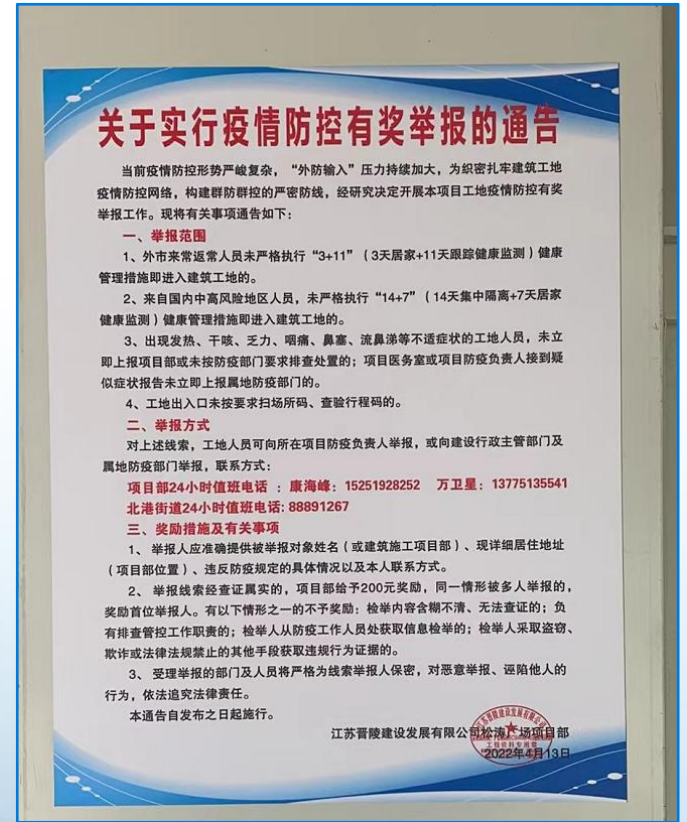 关于实行疫情防控有奖举报的通告
当前疫情防控形势严峻复杂，“外防输入”压力持续加大，为织密扎牢建筑工地
疫情防控网络，构建群防群控的严密防线，经研究决定开展本项目工地疫情防控有奖
举报工作。现将有关事项通告如下：
一、举报范围
1、外市来常返常人员未严格执行“3+11”（3天居家+11天跟踪健康监测）健康
管理措施即进入建筑工地的。
2、来自国内中高风险地区人员，未严格执行“14+7”（14天集中隔离+7天居家
健康监测）健康管理措施即进入建筑工地的。
3、出现发热、干咳、乏力、咽痛、鼻塞、流鼻涕等不适症状的工地人员，未立
即上报项目部或未按防疫部门要求排查处置的；项目医务室或项目防疫负责人接到疑
似症状报告未立即上报属地防疫部门的。
4、工地出入口未按要求扫场所码、查验行程码的。
二、举报方式
对上述线索，工地人员可向所在项目防疫负责人举报，或向建设行政主管部门及
属地防疫部门举报，联系方式：
项目部24小时值班电话 ：康海峰：15251928252 万卫星：13775135541
北港街道24小时值班电话：88891267
三、奖励措施及有关事项
1、 举报人应准确提供被举报对象姓名（或建筑施工项目部）、现详细居住地址
（项目部位置）、违反防疫规定的具体情况以及本人联系方式。
2、 举报线索经查证属实的，项目部给予200元奖励，同一情形被多人举报的，
奖励首位举报人。有以下情形之一的不予奖励：检举内容含糊不清、无法查证的；负
有排查管控工作职责的；检举人从防疫工作人员处获取信息检举的；检举人采取盗窃、
欺诈或法律法规禁止的其他手段获取违规行为证据的。
3、 受理举报的部门及人员将严格为线索举报人保密，对恶意举报、诬陷他人的
行为，依法追究法律责任。
本通告自发布之日起施行。
江苏晋陵建设发展有限公司松涛广场项目部
2022年4月13日